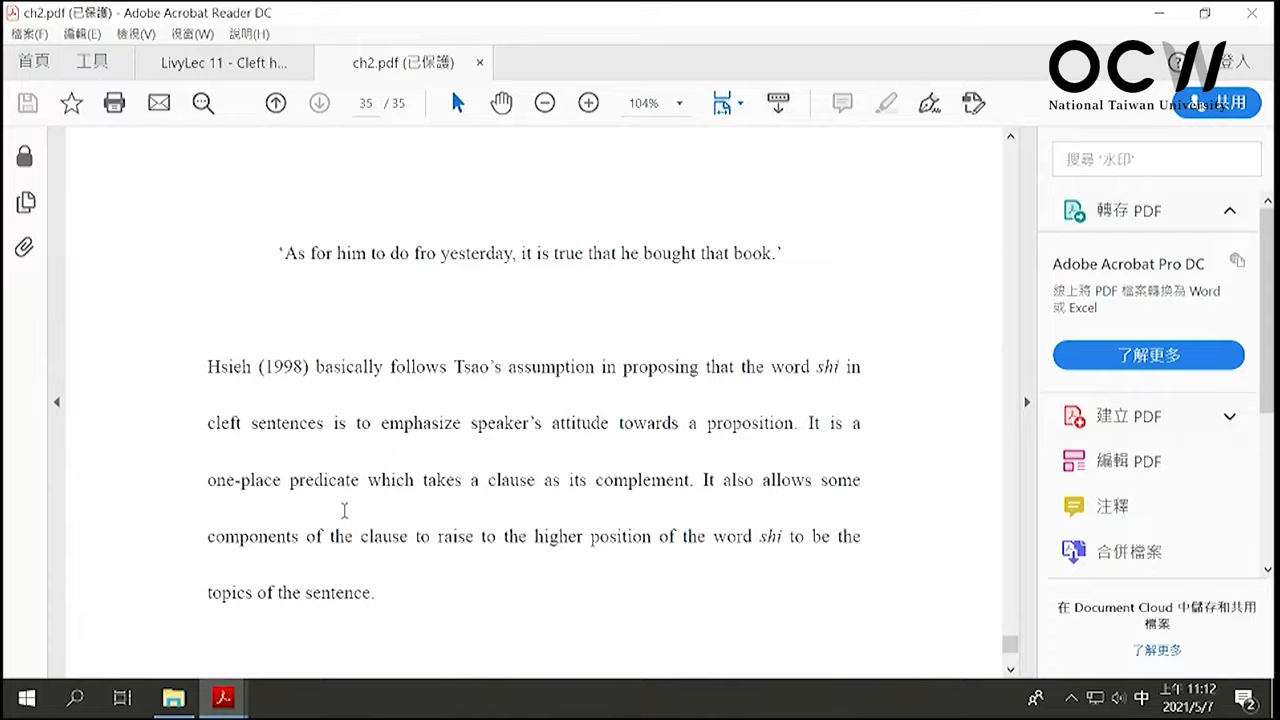 ch2.pdf (已保護) - Adobe Acrobat Reader DC
檔案(F) 編輯(E) 檢視(V) 視窗(W) 說明(H)
首頁 工具 LivyLec 11 - Cleft h... ch2.pdf (已保護) × 登入
OCW
National Taiwan University
35 / 35 104% 共用
搜尋 '水印'
轉存 PDF
'As for him to do fro yesterday, it is true that he bought that book.'
Adobe Acrobat Pro DC
線上將 PDF 檔案轉換為 Word
或 Excel
了解更多
Hsieh (1998) basically follows Tsao's assumption in proposing that the word shi in
cleft sentences is to emphasize speaker's attitude towards a proposition. It is a
one-place predicate which takes a clause as its complement. It also allows some
components of the clause to raise to the higher position of the word shi to be the
topics of the sentence.
建立 PDF
編輯 PDF
注釋
合併檔案
在 Document Cloud 中儲存和共用
檔案
了解更多
中 上午 11:12
2021/5/7
2